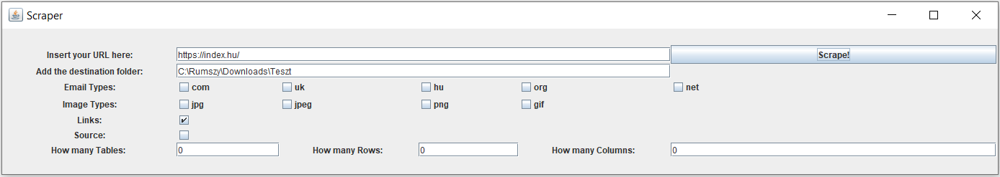 Scraper
Insert your URL here: https://index.hu/ Scrape!
Add the destination folder: C:\Rumszy\Downloads\Teszt
Email Types: com uk hu org net
Image Types: jpg jpeg png gif
Links:
Source:
How many Tables: 0 How many Rows: 0 How many Columns: 0